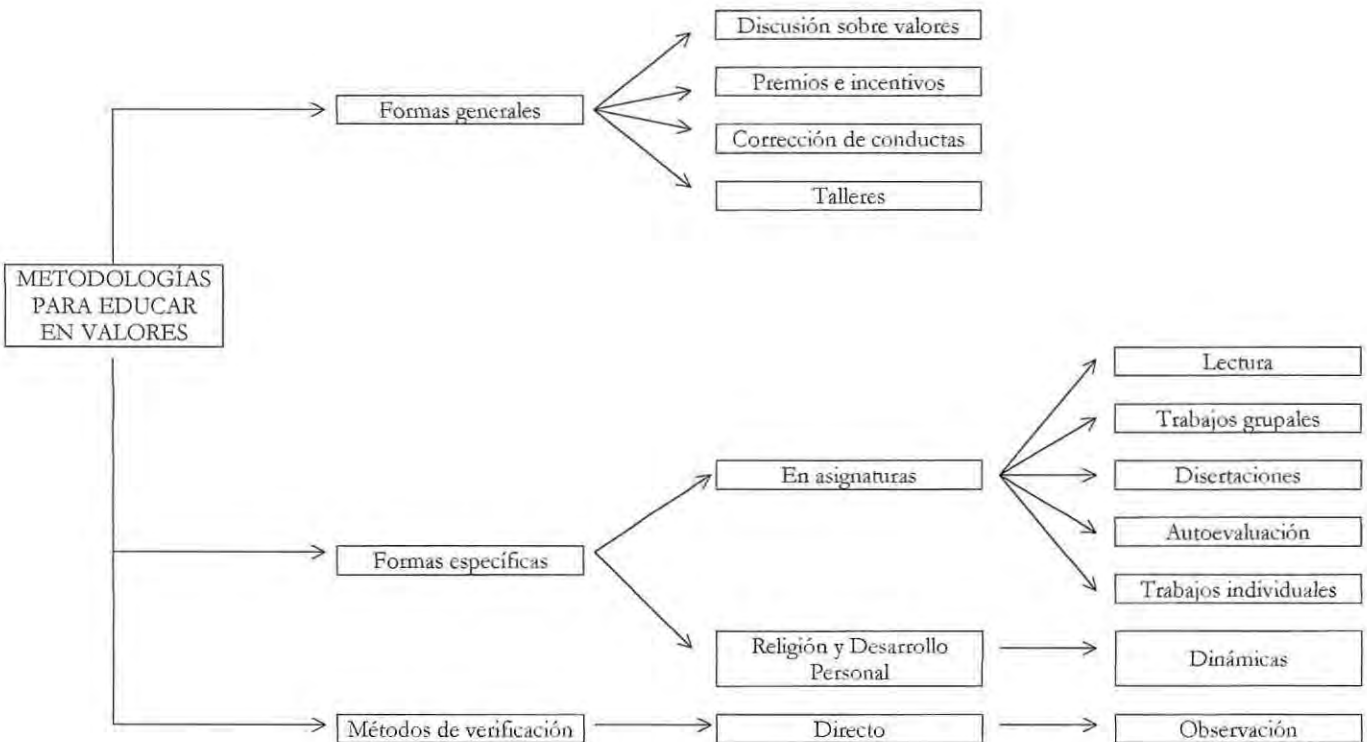 Discusión sobre valores
Premios e incentivos
Formas generales
Corrección de conductas
Talleres
METODOLOGÍAS
PARA EDUCAR
EN VALORES
Lectura
Trabajos grupales
En asignaturas
Disertaciones
Autoevaluación
Formas específicas
Trabajos individuales
Religión y Desarrollo
Personal
Dinámicas
Métodos de verificación
Directo
Observación